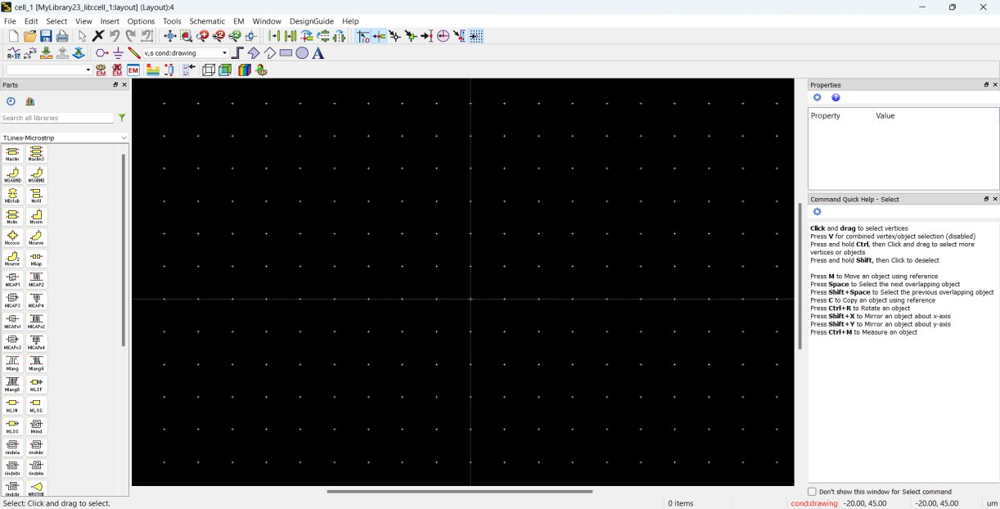 cell_1 [MyLibrary23_lib:cell_1:layout] (Layout):4
File Edit Select View Insert Options Tools Schematic EM Window DesignGuide Help
v,s cond:drawing
EM EM EM
Parts
Search all libraries
TLines-Microstrip
Maclin Maclin3
MSABND MSOBND
MBstub Mcfil
Mclin Mcorn
Mcroso Mcurve
Mcurve2 MGap
MICAP1 MICAP2
MICAP3 MICAP4
MICAPv1 MICAPv2
MICAPv3 MICAPv4
Mlang Mlang6
Mlang8 MLEF
MLIN MLOC
MLSC Mrind
rindela rindnbr
rindwbr rindelm
rindsbr MRSTUB
Properties
Property Value
Command Quick Help - Select
Click and drag to select vertices
Press V for combined vertex/object selection (disabled)
Press and hold Ctrl, then Click and drag to select more
vertices or objects
Press and hold Shift, then Click to deselect
Press M to Move an object using reference
Press Space to Select the next overlapping object
Press Shift+Space to Select the previous overlapping object
Press C to Copy an object using reference
Press Ctrl+R to Rotate an object
Press Shift+X to Mirror an object about x-axis
Press Shift+Y to Mirror an object about y-axis
Press Ctrl+M to Measure an object
Don't show this window for Select command
Select: Click and drag to select. 0 items cond:drawing -20.00, 45.00 -20.00, 45.00 um